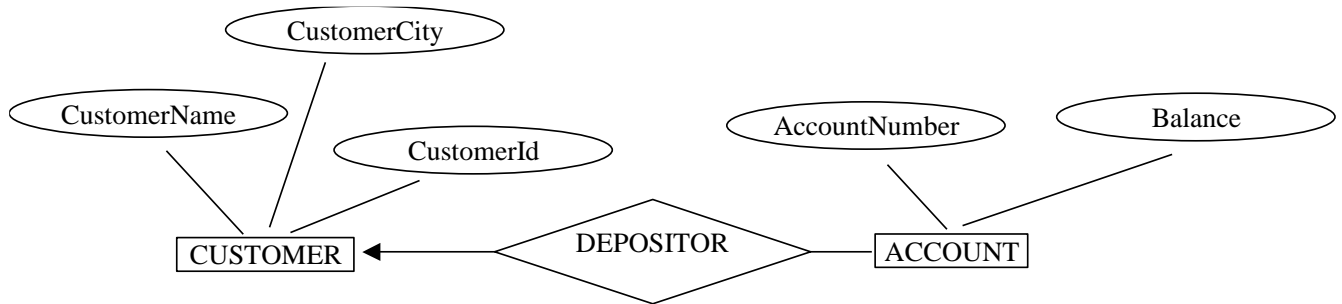 CustomerCity
CustomerName
CustomerId
AccountNumber
Balance
CUSTOMER
DEPOSITOR
ACCOUNT